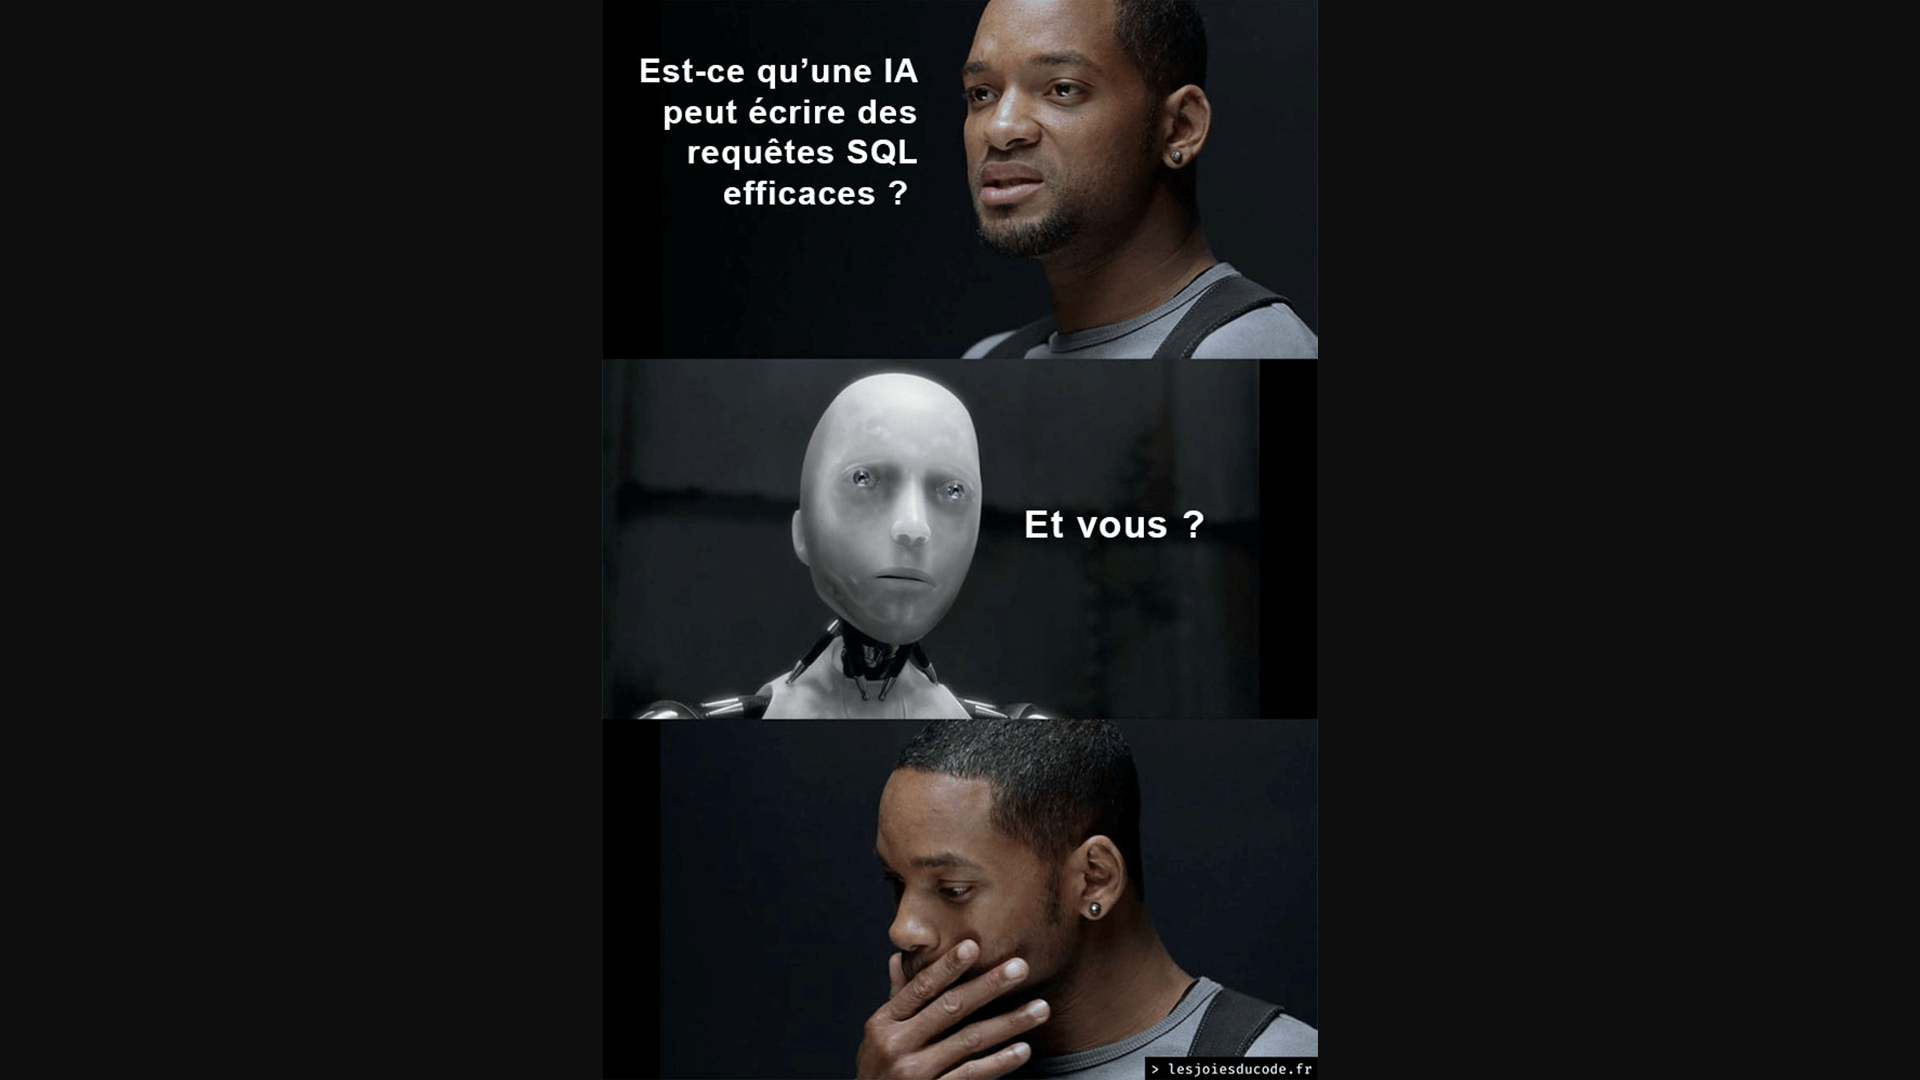 Est-ce qu’une IA
peut écrire des
requêtes SQL
efficaces ?
Et vous ?
> lesjoiesducode.fr